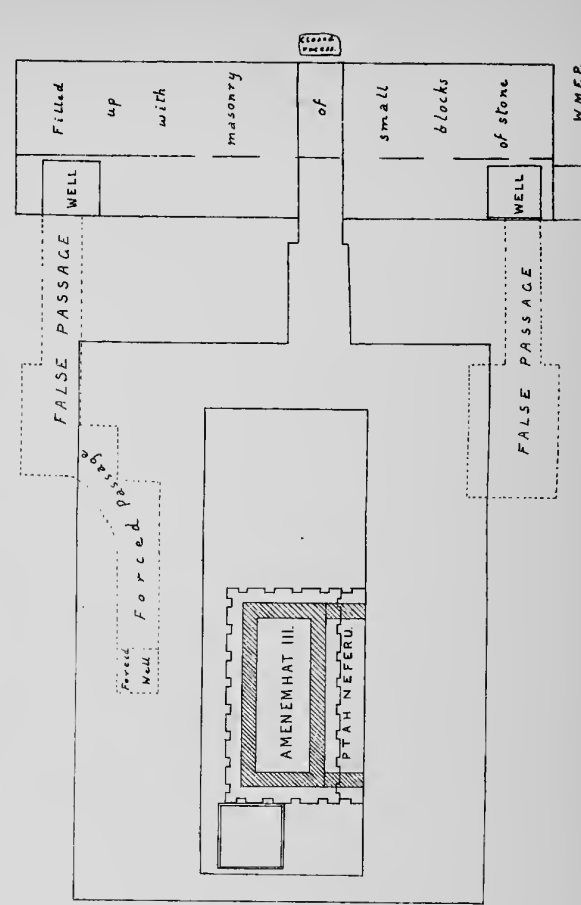 Closed
recess.
Filled
up
with
masonry
of
small
blocks
of stone
W.M.F.P.
WELL
WELL
FALSE PASSAGE
FALSE PASSAGE
Forced passage
Forced
Well
AMENEMHAT III.
PTAH NEFERU.